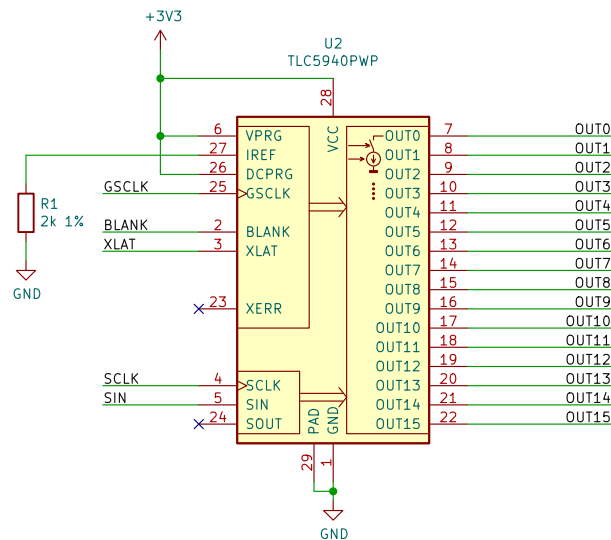 +3V3
U2
TLC5940PWP
28
VCC
6 VPRG OUT0 7 OUT0
27 IREF OUT1 8 OUT1
26 DCPRG OUT2 9 OUT2
GSCLK 25 GSCLK OUT3 10 OUT3
R1
2k 1%
OUT4 11 OUT4
BLANK 2 BLANK OUT5 12 OUT5
XLAT 3 XLAT OUT6 13 OUT6
OUT7 14 OUT7
GND
OUT8 15 OUT8
23 XERR OUT9 16 OUT9
OUT10 17 OUT10
OUT11 18 OUT11
OUT12 19 OUT12
SCLK 4 SCLK OUT13 20 OUT13
SIN 5 SIN OUT14 21 OUT14
24 SOUT OUT15 22 OUT15
PAD GND
29 1
GND